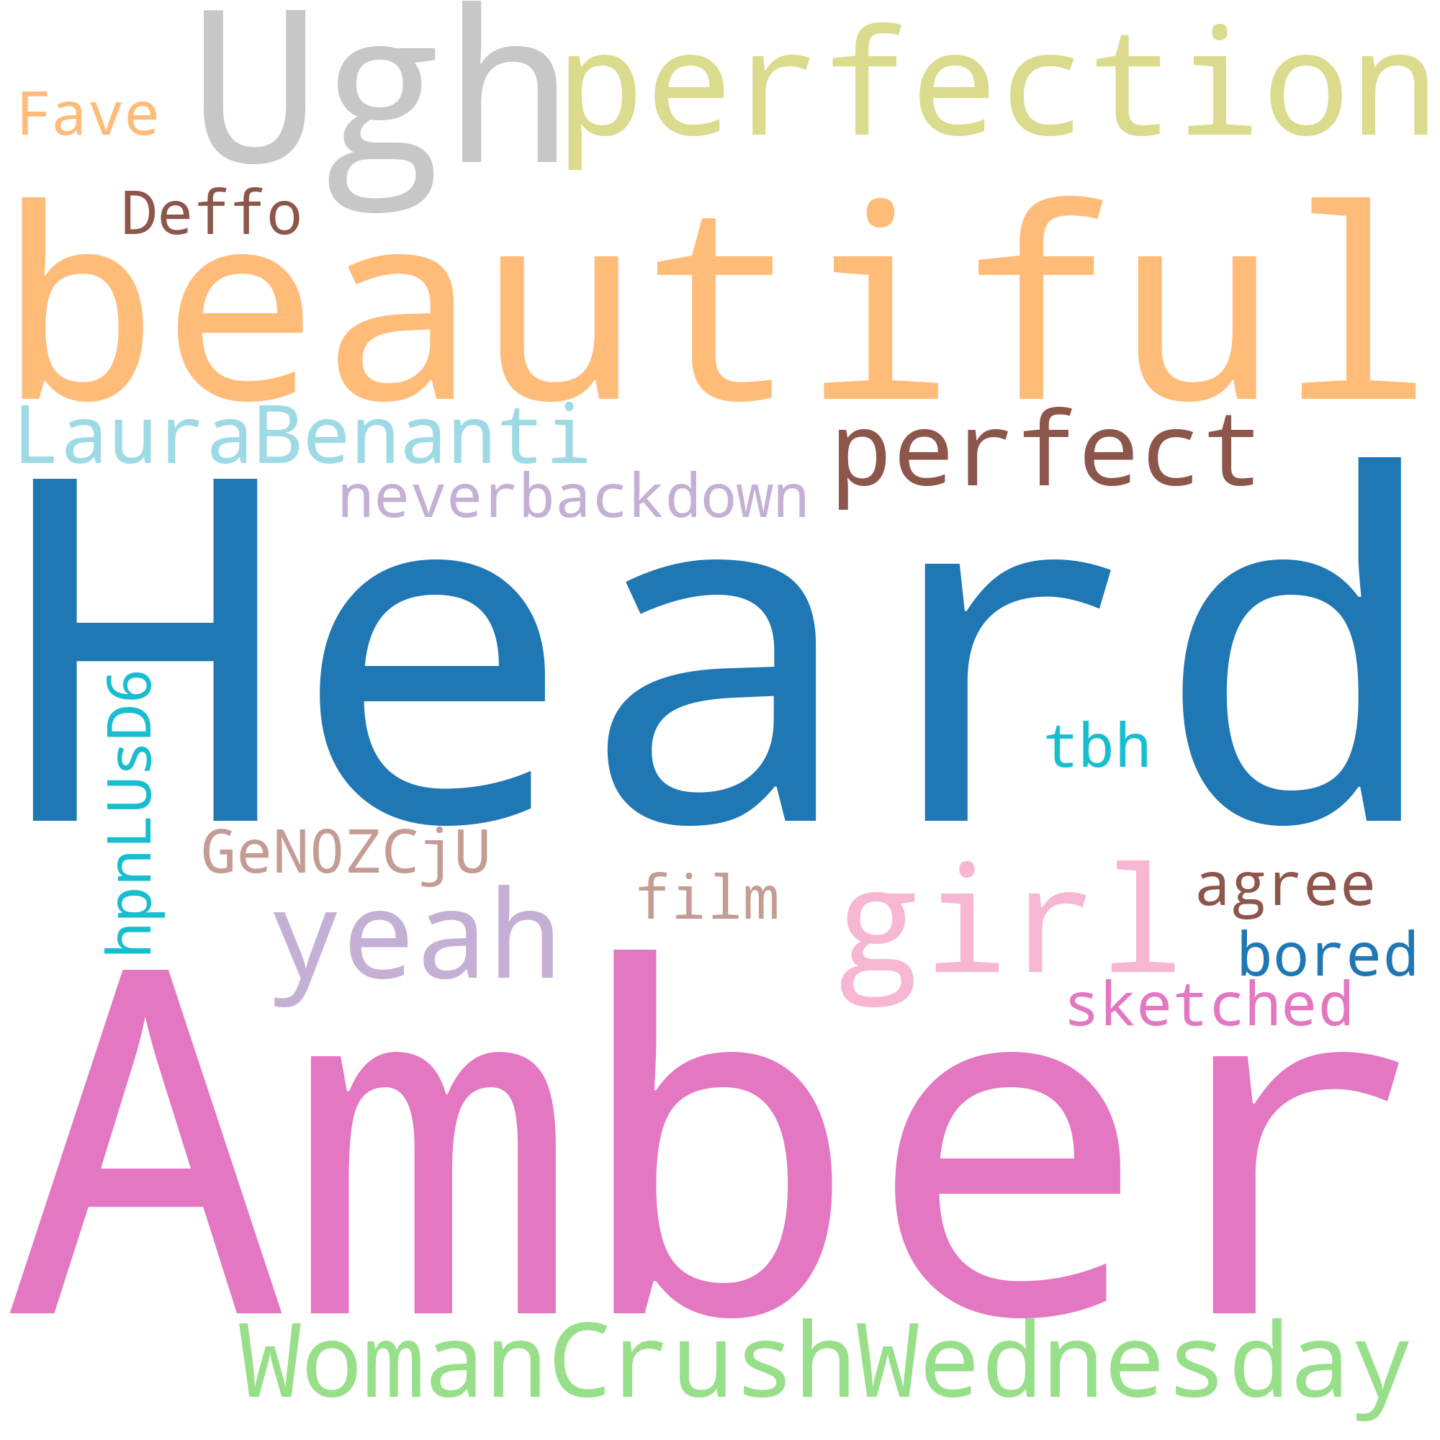 Ugh perfection
Fave
Deffo
beautiful
LauraBenanti perfect
neverbackdown
Heard
hpnLUsD6
tbh
GeN0ZCjU
yeah film girl agree
bored
sketched
Amber
WomanCrushWednesday